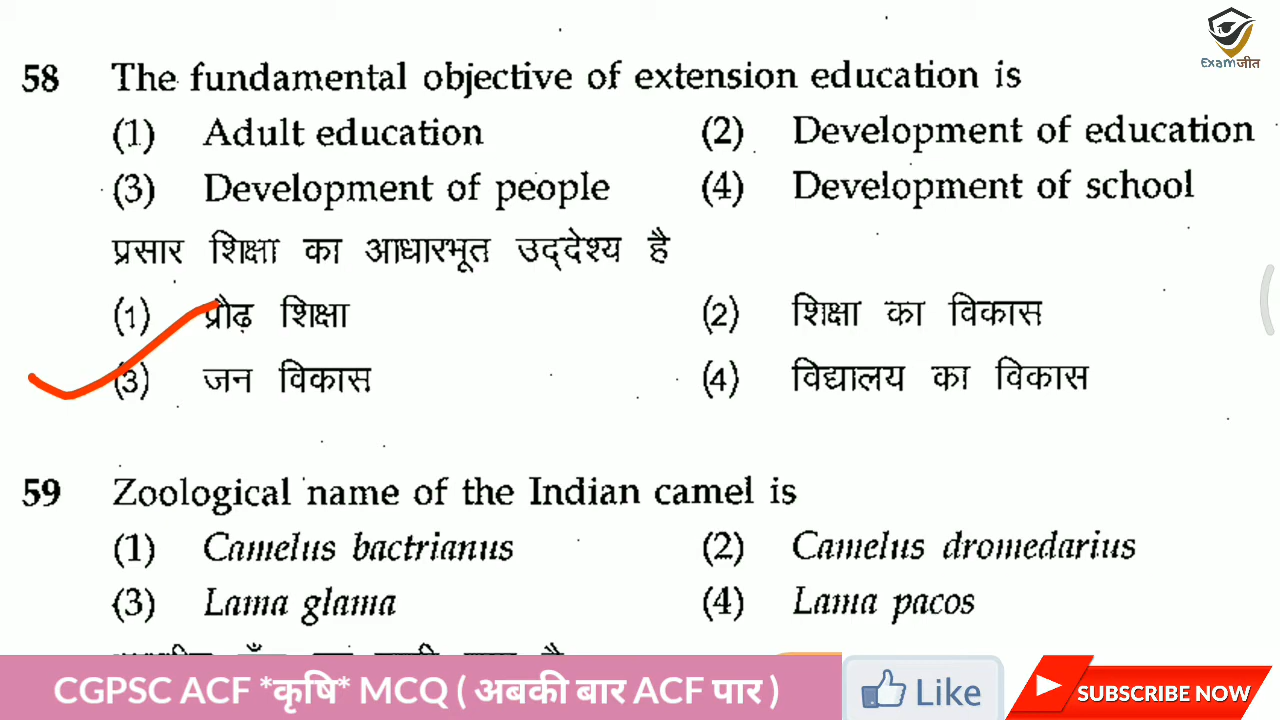 Examजीत
58 The fundamental objective of extension education is
(1) Adult education (2) Development of education
(3) Development of people (4) Development of school
प्रसार शिक्षा का आधारभूत उद्देश्य है
(1) प्रौढ़ शिक्षा (2) शिक्षा का विकास
(3) जन विकास (4) विद्यालय का विकास
59 Zoological name of the Indian camel is
(1) Camelus bactrianus (2) Camelus dromedarius
(3) Lama glama (4) Lama pacos
CGPSC ACF *कृषि* MCQ ( अबकी बार ACF पार )
Like
SUBSCRIBE NOW